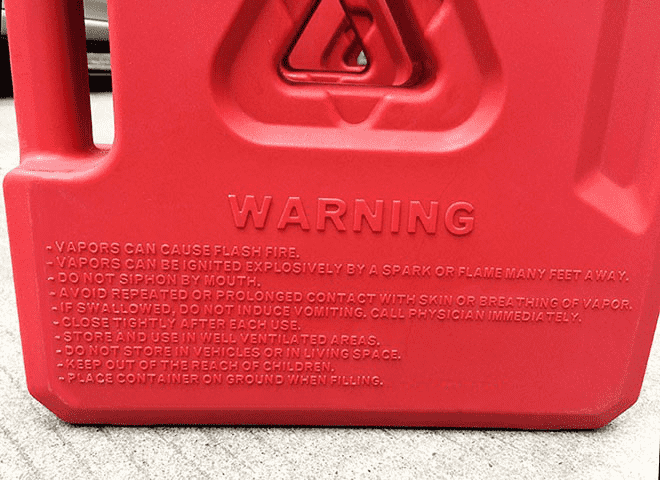 WARNING
- VAPORS CAN CAUSE FLASH FIRE.
- VAPORS CAN BE IGNITED EXPLOSIVELY BY A SPARK OR FLAME MANY FEET AWAY.
- DO NOT SIPHON BY MOUTH.
- AVOID REPEATED OR PROLONGED CONTACT WITH SKIN OR BREATHING OF VAPOR.
- IF SWALLOWED, DO NOT INDUCE VOMITING. CALL PHYSICIAN IMMEDIATELY.
- CLOSE TIGHTLY AFTER EACH USE.
- STORE AND USE IN WELL VENTILATED AREAS.
- DO NOT STORE IN VEHICLES OR IN LIVING SPACE.
- KEEP OUT OF THE REACH OF CHILDREN.
- PLACE CONTAINER ON GROUND WHEN FILLING.